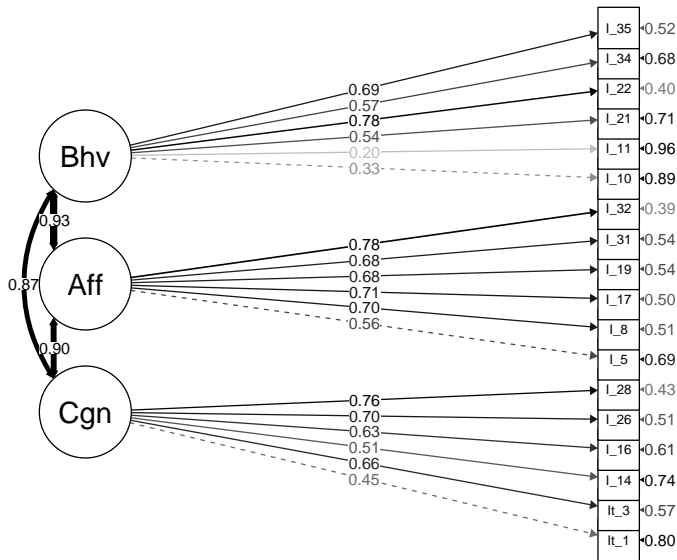 I_35
0.52
I_34
0.68
0.69
0.57
I_22
0.40
0.78
I_21
0.71
0.54
I_11
0.96
0.20
0.33
Bhv
I_10
0.89
I_32
0.39
0.93
I_31
0.54
0.78
0.68
I_19
0.54
0.68
0.87
Aff
0.71
I_17
0.50
0.70
0.56
I_8
0.51
0.90
I_5
0.69
I_28
0.43
0.76
0.70
I_26
0.51
Cgn
0.63
0.51
I_16
0.61
0.66
0.45
I_14
0.74
It_3
0.57
It_1
0.80